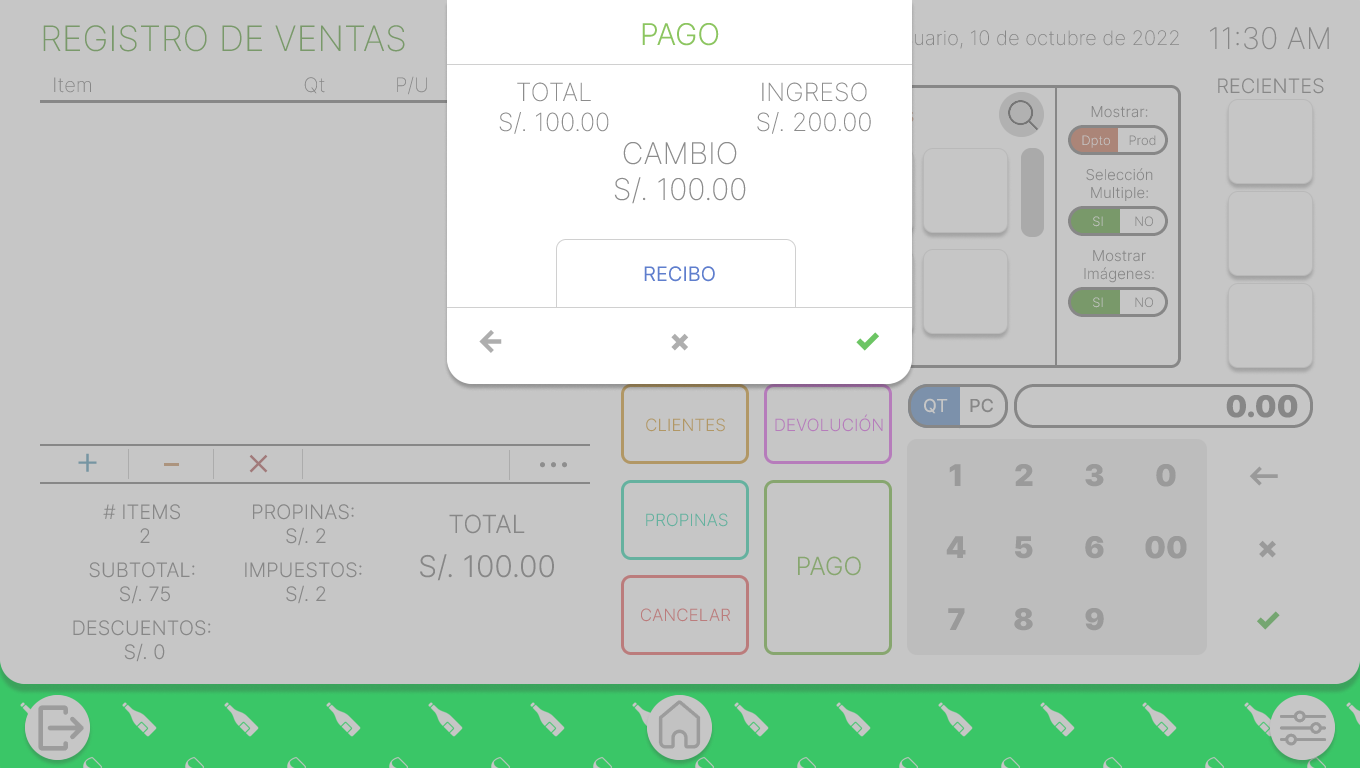 REGISTRO DE VENTAS
Item Qt P/U
PAGO
TOTAL
S/. 100.00
INGRESO
S/. 200.00
CAMBIO
S/. 100.00
RECIBO
10 de octubre de 2022
11:30 AM
RECIENTES
Mostrar:
Dpto Prod
Selección
Multiple:
SI NO
Mostrar
Imágenes:
SI NO
# ITEMS
2
PROPINAS:
S/. 2
SUBTOTAL:
S/. 75
IMPUESTOS:
S/. 2
DESCUENTOS:
S/. 0
TOTAL
S/. 100.00
CLIENTES
DEVOLUCIÓN
PROPINAS
PAGO
CANCELAR
QT PC
0.00
1 2 3 0
4 5 6 00
7 8 9